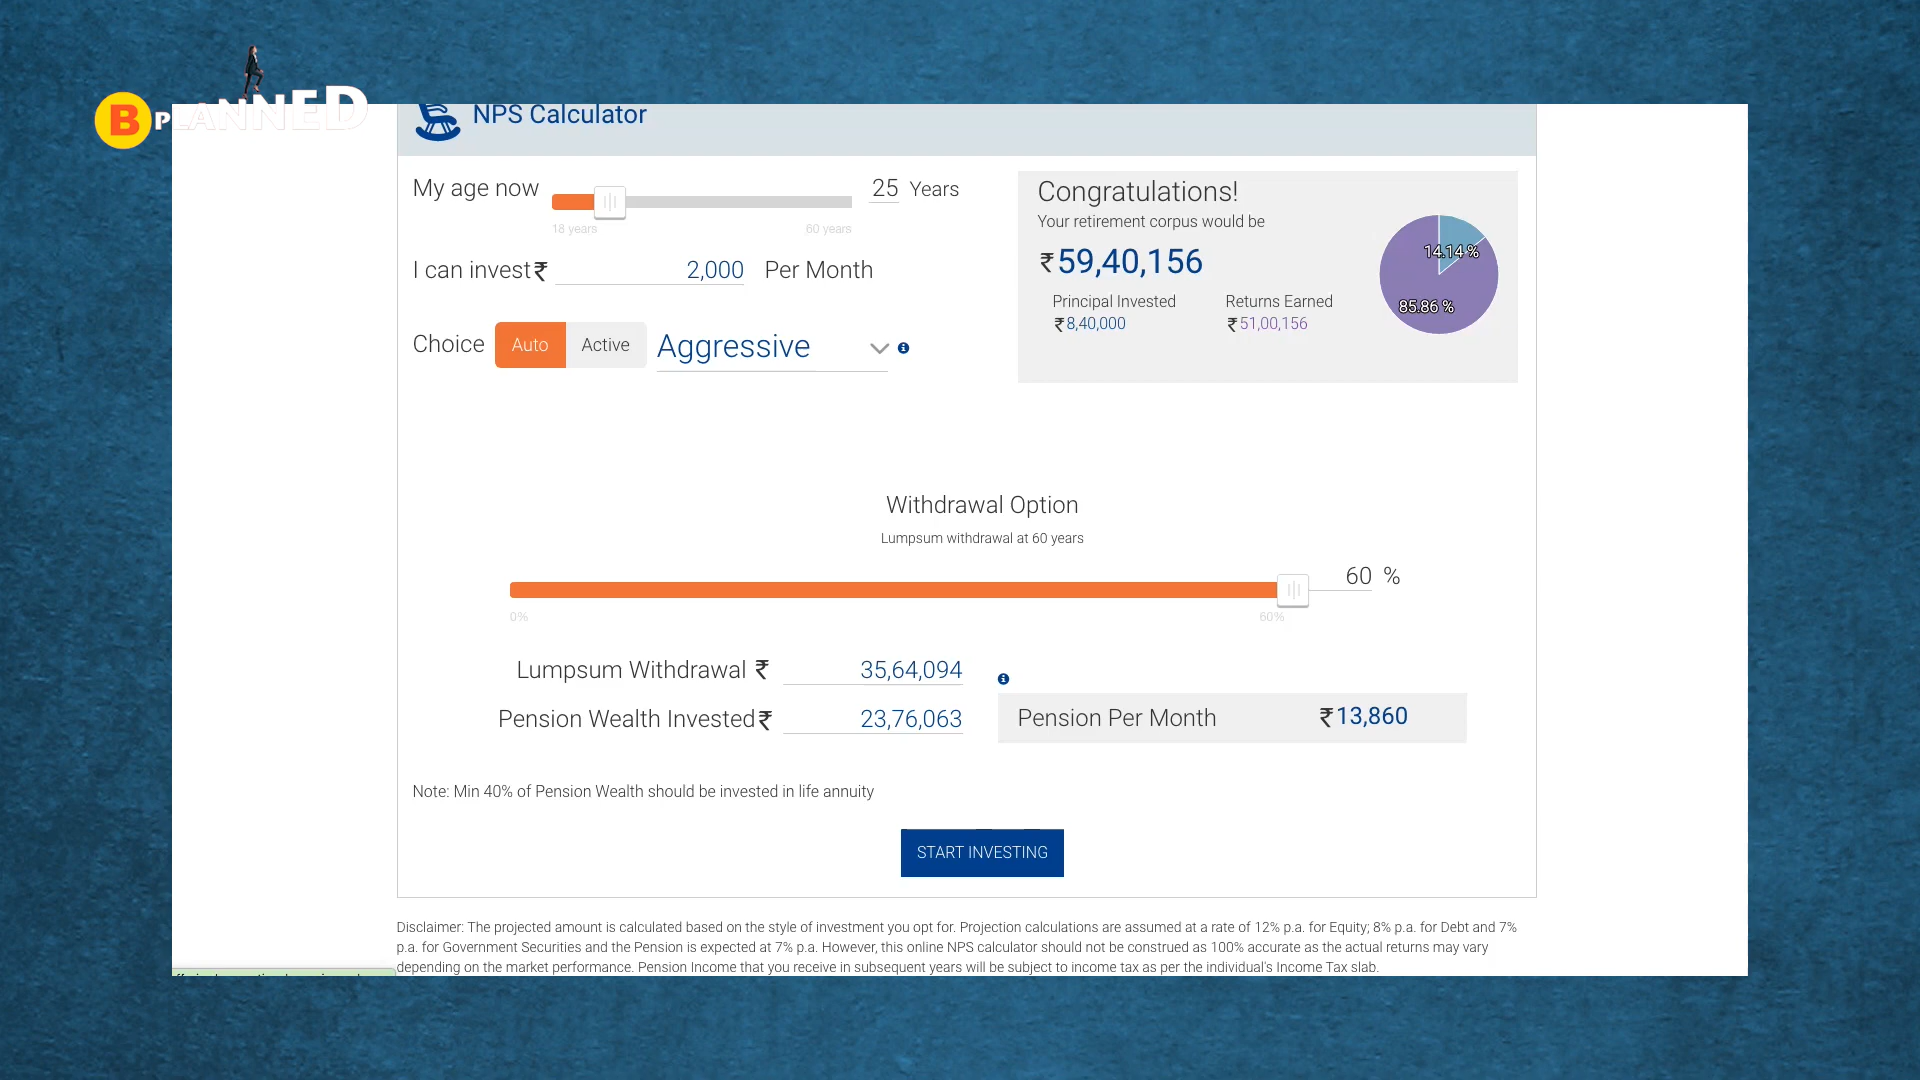 B PLANNED
NPS Calculator
My age now
25 Years
18 years
60 years
I can invest ₹ 2,000 Per Month
Choice
Auto
Active
Aggressive
Congratulations!
Your retirement corpus would be
₹ 59,40,156
Principal Invested
₹ 8,40,000
Returns Earned
₹ 51,00,156
14.14 %
85.86 %
Withdrawal Option
Lumpsum withdrawal at 60 years
60 %
0%
60%
Lumpsum Withdrawal ₹ 35,64,094
Pension Wealth Invested ₹ 23,76,063
Pension Per Month ₹ 13,860
Note: Min 40% of Pension Wealth should be invested in life annuity
START INVESTING
Disclaimer: The projected amount is calculated based on the style of investment you opt for. Projection calculations are assumed at a rate of 12% p.a. for Equity; 8% p.a. for Debt and 7%
p.a. for Government Securities and the Pension is expected at 7% p.a. However, this online NPS calculator should not be construed as 100% accurate as the actual returns may vary
depending on the market performance. Pension Income that you receive in subsequent years will be subject to income tax as per the individual's Income Tax slab.